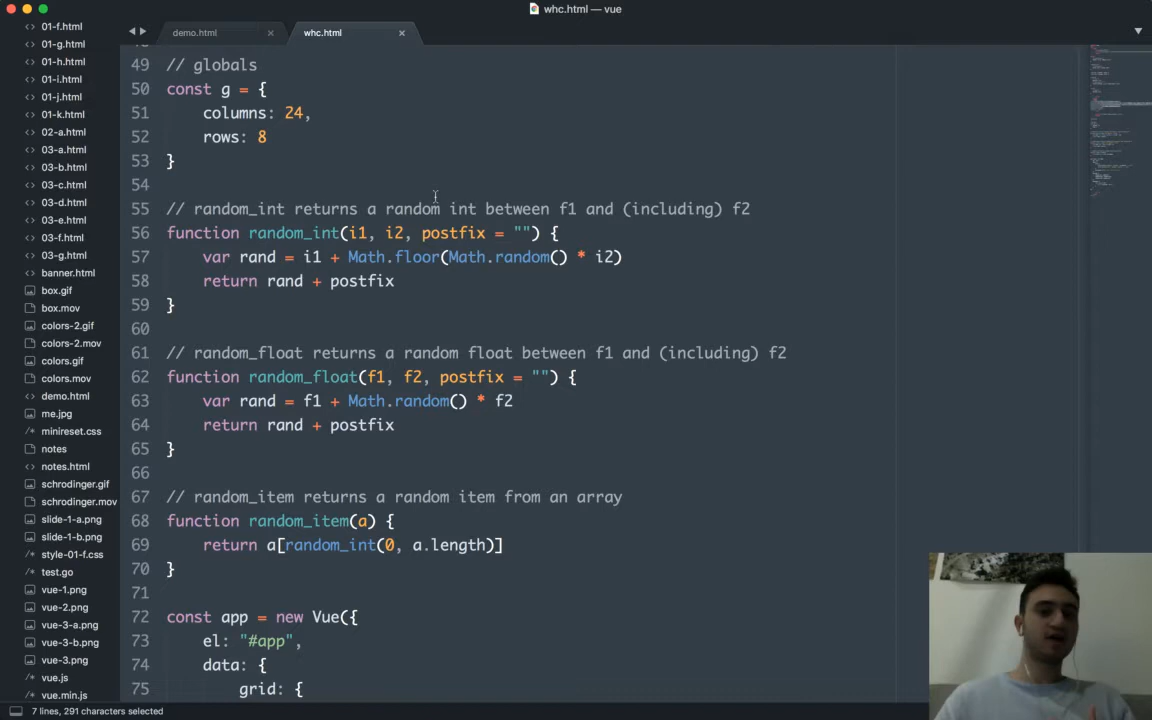 whc.html — vue
demo.html
whc.html
01-f.html
01-g.html
01-h.html
01-i.html
01-j.html
01-k.html
02-a.html
03-a.html
03-b.html
03-c.html
03-d.html
03-e.html
03-f.html
03-g.html
banner.html
box.gif
box.mov
colors-2.gif
colors-2.mov
colors.gif
colors.mov
demo.html
me.jpg
minireset.css
notes
notes.html
schrodinger.gif
schrodinger.mov
slide-1-a.png
slide-1-b.png
style-01-f.css
test.go
vue-1.png
vue-2.png
vue-3-a.png
vue-3-b.png
vue-3.png
vue.js
vue.min.js
49 // globals
50 const g = {
51 columns: 24,
52 rows: 8
53 }
54
55 // random_int returns a random int between f1 and (including) f2
56 function random_int(i1, i2, postfix = "") {
57 var rand = i1 + Math.floor(Math.random() * i2)
58 return rand + postfix
59 }
60
61 // random_float returns a random float between f1 and (including) f2
62 function random_float(f1, f2, postfix = "") {
63 var rand = f1 + Math.random() * f2
64 return rand + postfix
65 }
66
67 // random_item returns a random item from an array
68 function random_item(a) {
69 return a[random_int(0, a.length)]
70 }
71
72 const app = new Vue({
73 el: "#app",
74 data: {
75 grid: {
7 lines, 291 characters selected